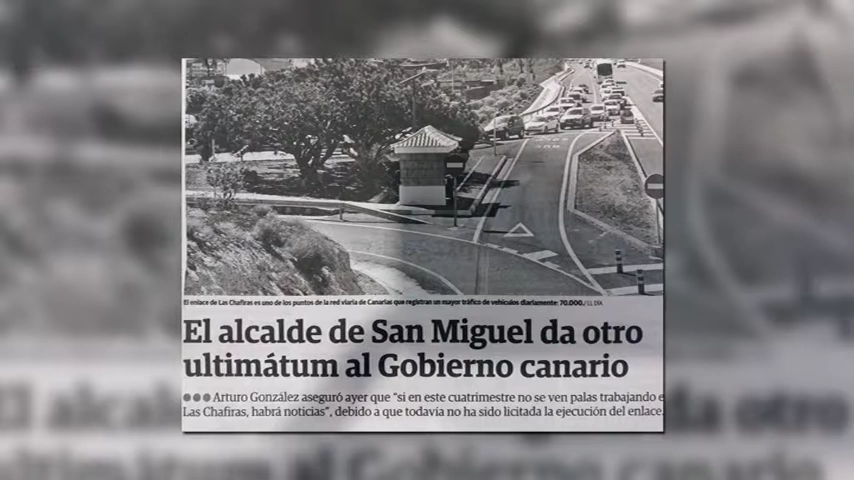 El enlace de Las Chafiras es uno de los puntos de la red viaria de Canarias que registran un mayor tráfico de vehículos diariamente: 70.000./ EL DÍA
El alcalde de San Miguel da otro
ultimátum al Gobierno canario
●●● Arturo González aseguró ayer que "si en este cuatrimestre no se ven palas trabajando e
Las Chafiras, habrá noticias", debido a que todavía no ha sido licitada la ejecución del enlace.